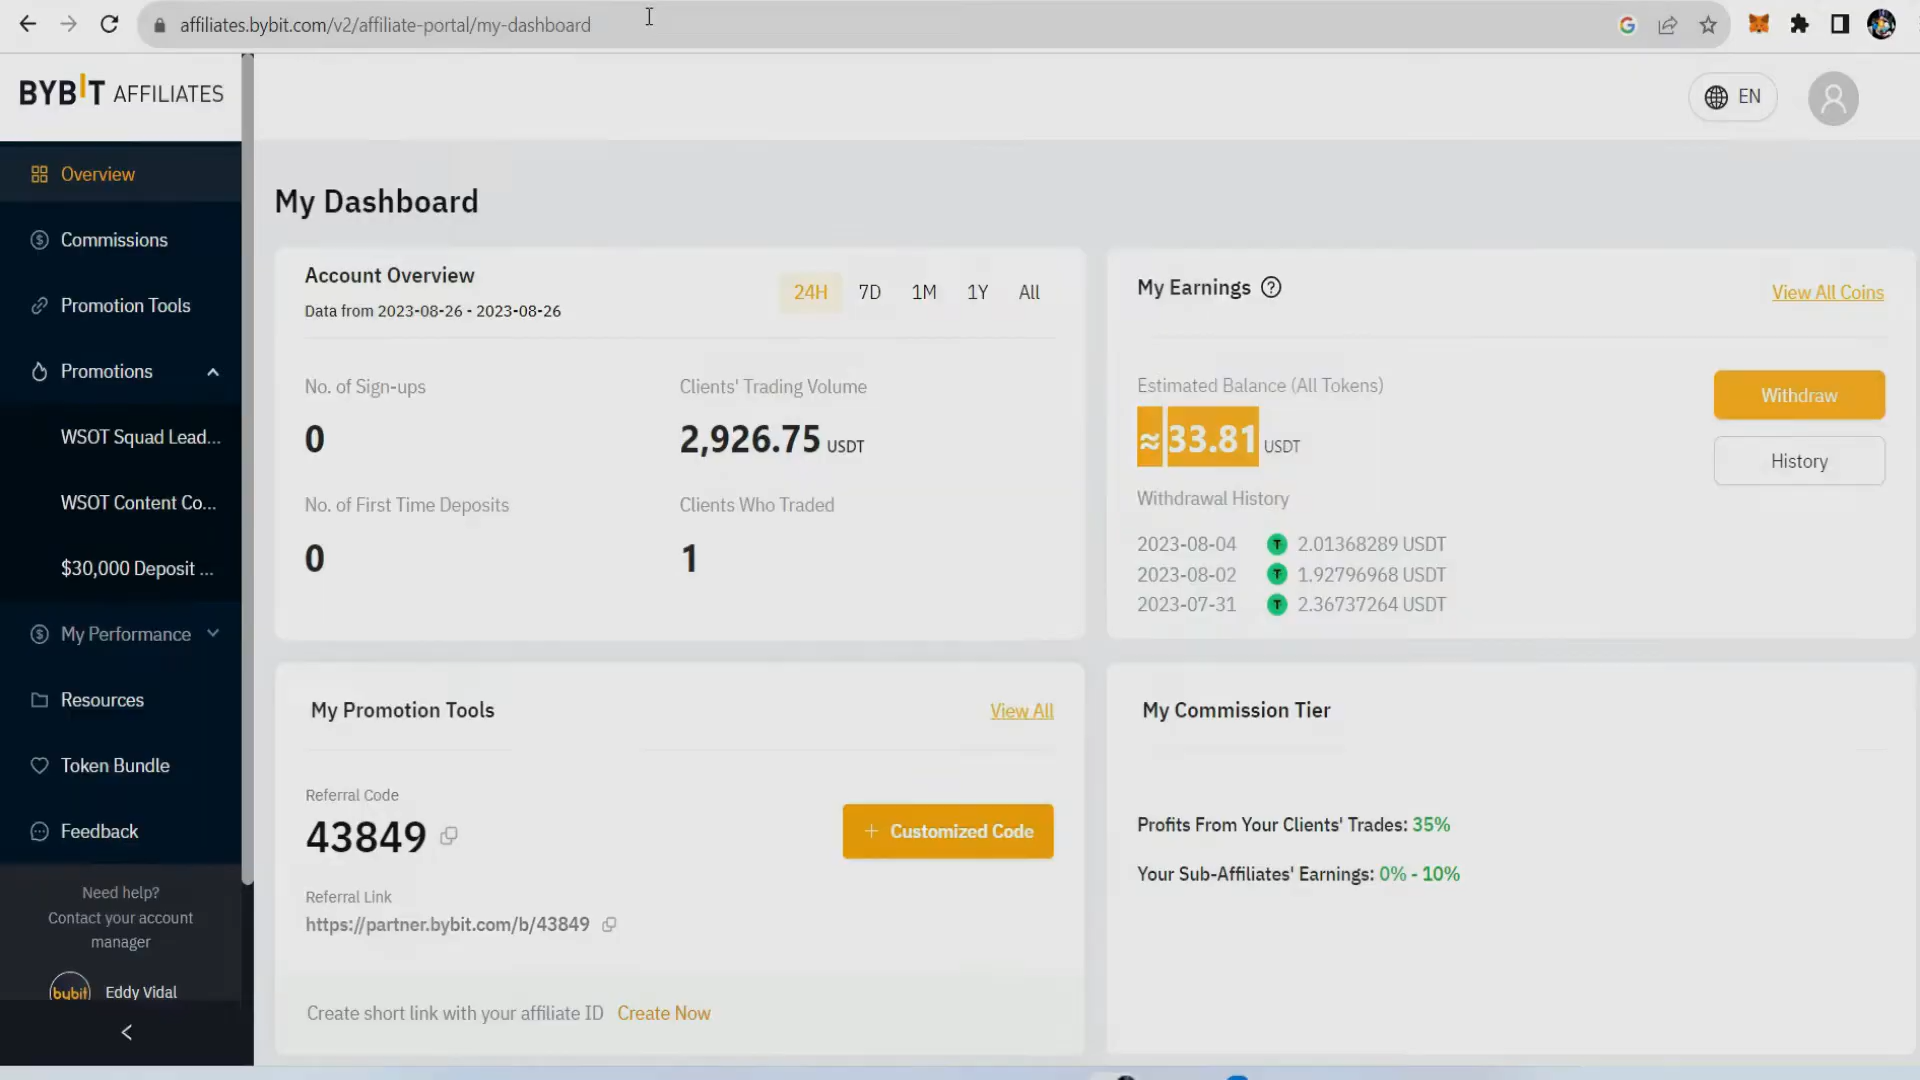 affiliates.bybit.com/v2/affiliate-portal/my-dashboard
BYBIT AFFILIATES
EN
Overview
Commissions
Promotion Tools
Promotions
WSOT Squad Lead...
WSOT Content Co...
$30,000 Deposit ...
My Performance
Resources
Token Bundle
Feedback
Need help?
Contact your account
manager
bybit
Eddy Vidal
My Dashboard
Account Overview
Data from 2023-08-26 - 2023-08-26
24H 7D 1M 1Y All
No. of Sign-ups
0
Clients' Trading Volume
2,926.75 USDT
No. of First Time Deposits
0
Clients Who Traded
1
My Earnings ?
View All Coins
Estimated Balance (All Tokens)
≈ 33.81 USDT
Withdraw
History
Withdrawal History
2023-08-04 T 2.01368289 USDT
2023-08-02 T 1.92796968 USDT
2023-07-31 T 2.36737264 USDT
My Promotion Tools
View All
Referral Code
43849
+ Customized Code
Referral Link
https://partner.bybit.com/b/43849
Create short link with your affiliate ID Create Now
My Commission Tier
Profits From Your Clients' Trades: 35%
Your Sub-Affiliates' Earnings: 0% - 10%